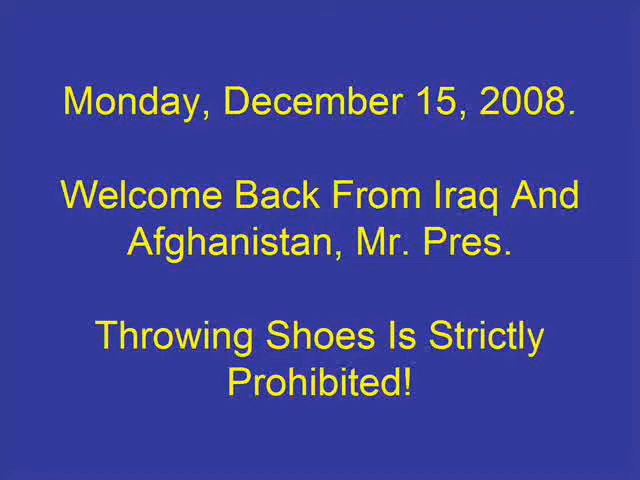 Monday, December 15, 2008.
Welcome Back From Iraq And
Afghanistan, Mr. Pres.
Throwing Shoes Is Strictly
Prohibited!